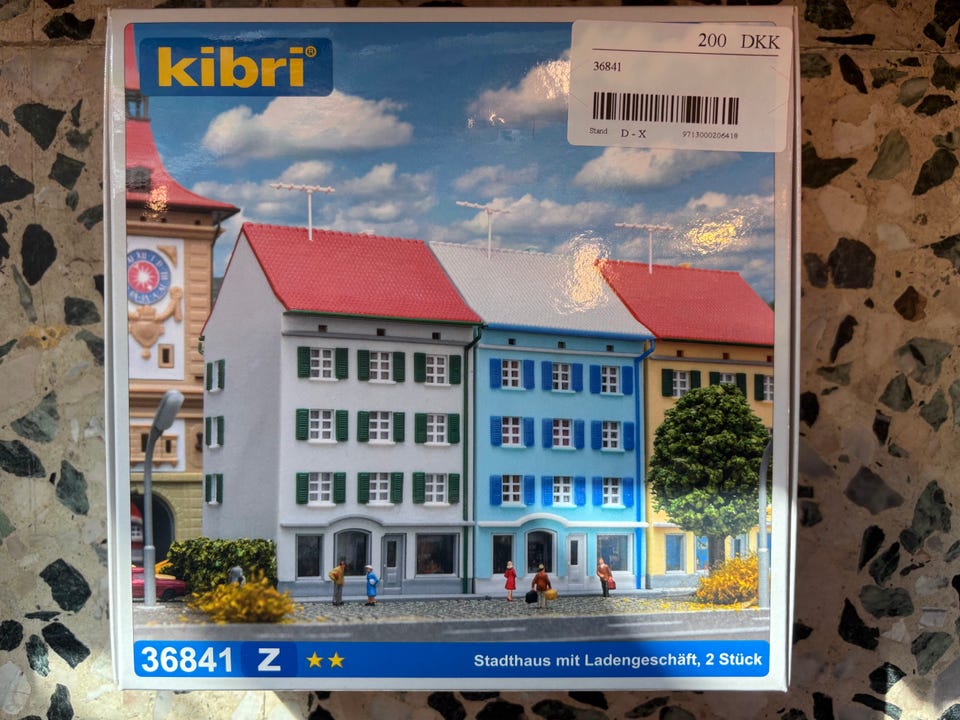 kibri®
200 DKK
36841
Stand D - X 9713000206418
36841 Z
Stadthaus mit Ladengeschäft, 2 Stück